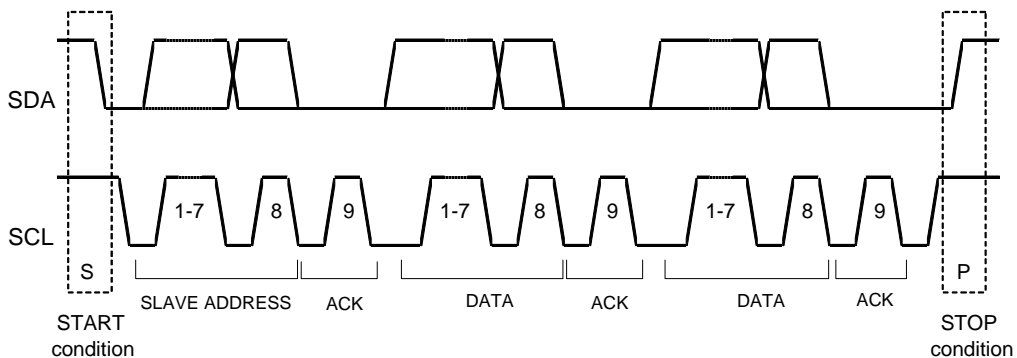 SDA
SCL
1-7 8 9 1-7 8 9 1-7 8 9
S P
SLAVE ADDRESS ACK DATA ACK DATA ACK
START
condition
STOP
condition